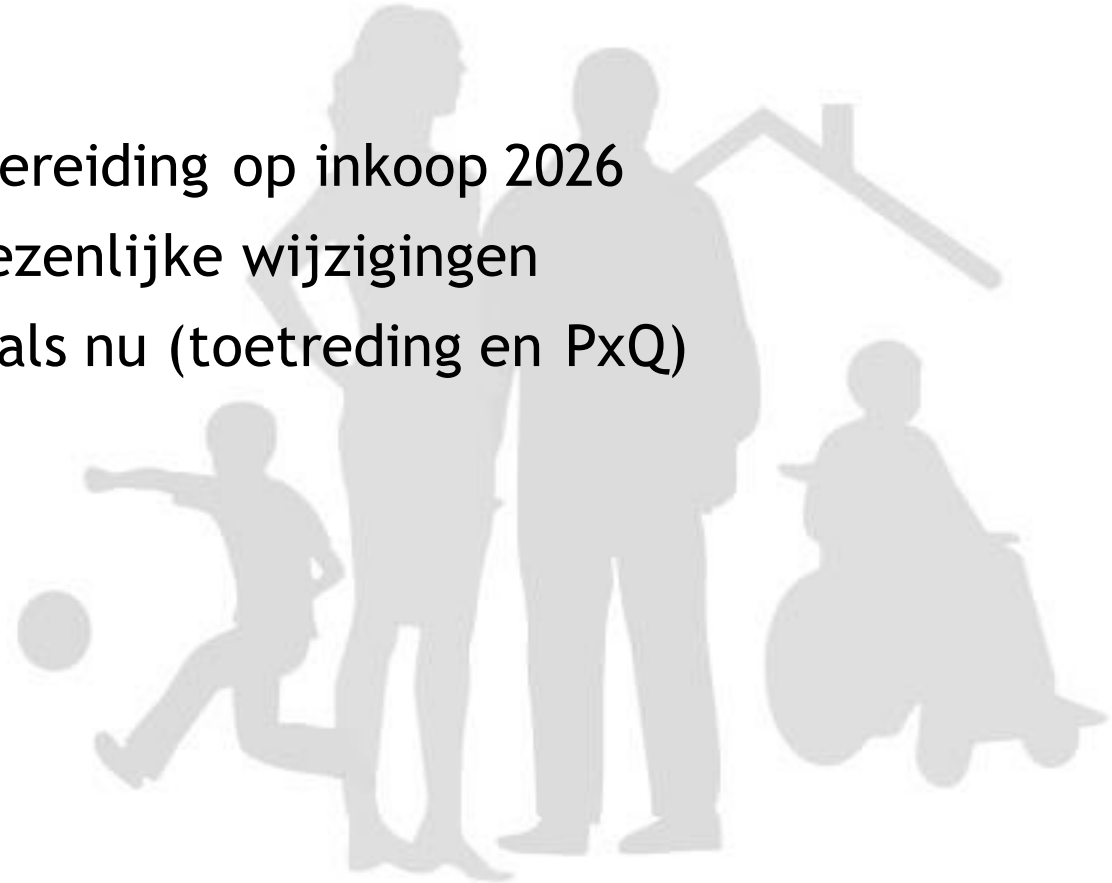 ereiding op inkoop 2026
ezenlijke wijzigingen
als nu (toetreding en PxQ)